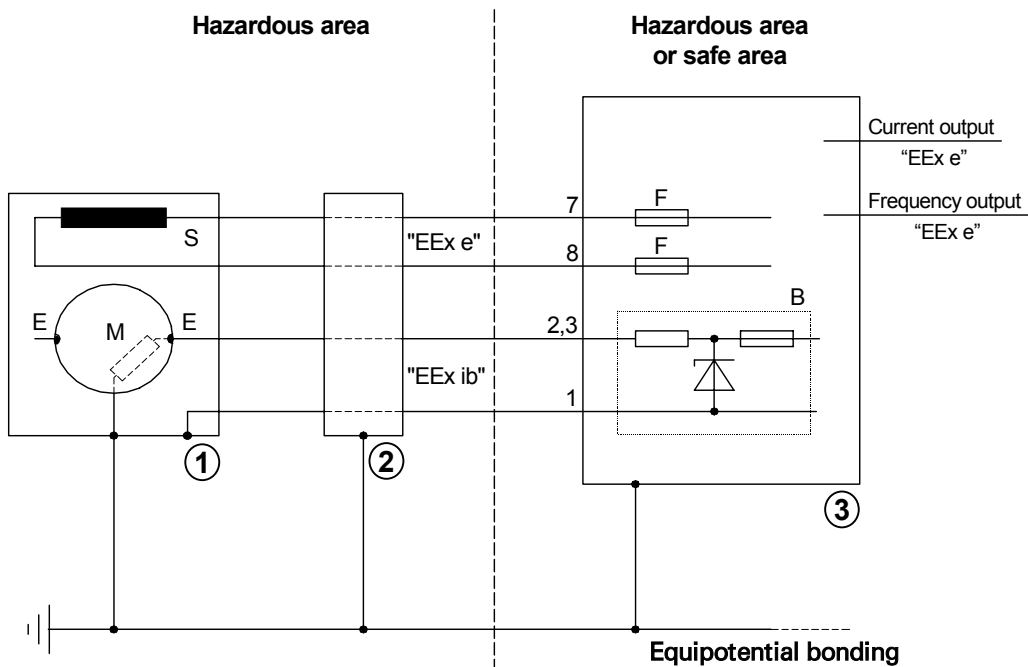 Hazardous area
Hazardous area
or safe area
Current output
“EEx e”
Frequency output
“EEx e”
7
F
S
"EEx e"
8
F
B
E
M
E
2,3
"EEx ib"
1
1
2
3
Equipotential bonding